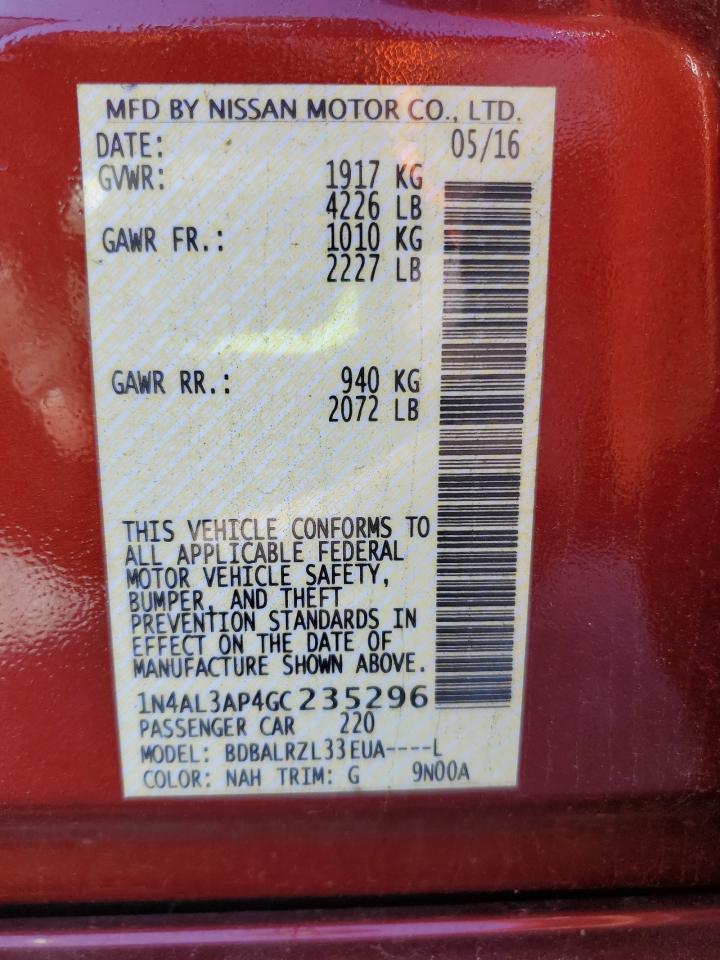 MFD BY NISSAN MOTOR CO., LTD.
DATE: 05/16
GVWR: 1917 KG
4226 LB
GAWR FR.: 1010 KG
2227 LB
GAWR RR.: 940 KG
2072 LB
THIS VEHICLE CONFORMS TO
ALL APPLICABLE FEDERAL
MOTOR VEHICLE SAFETY,
BUMPER, AND THEFT
PREVENTION STANDARDS IN
EFFECT ON THE DATE OF
MANUFACTURE SHOWN ABOVE.
1N4AL3AP4GC235296
PASSENGER CAR 220
MODEL: BDBALRZL33EUA----L
COLOR: NAH TRIM: G 9N00A